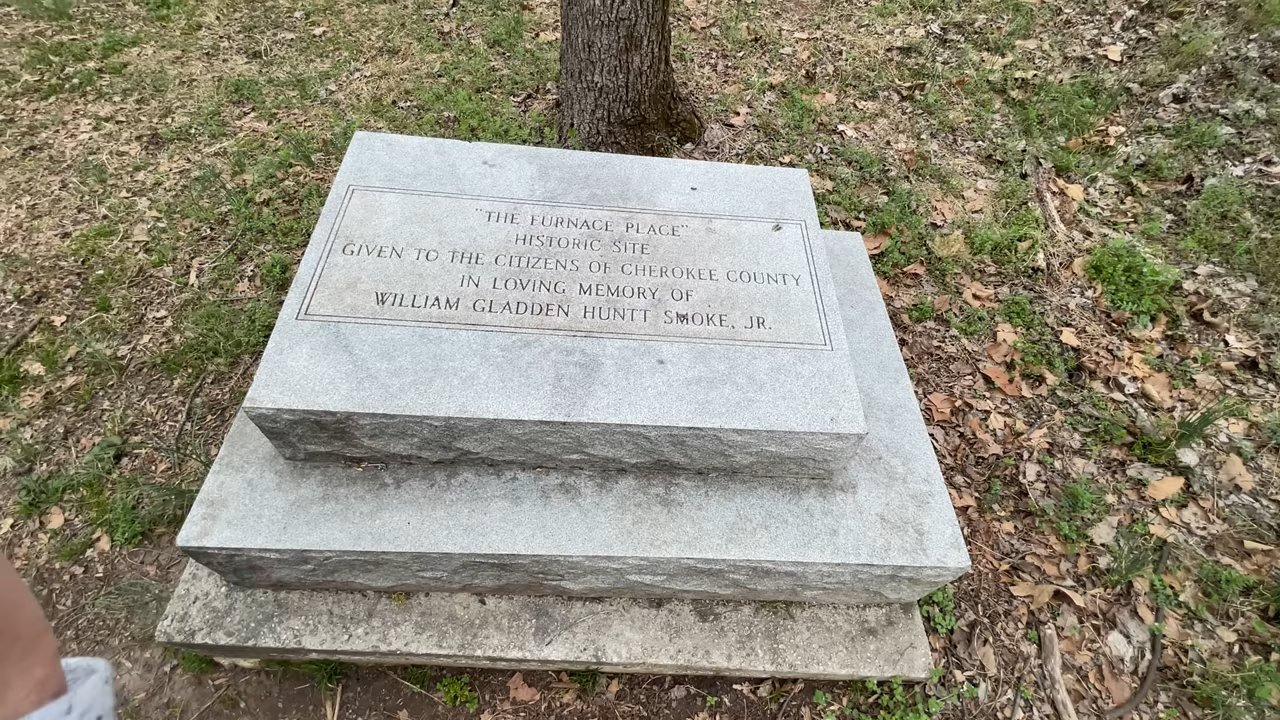 "THE FURNACE PLACE"
HISTORIC SITE
GIVEN TO THE CITIZENS OF CHEROKEE COUNTY
IN LOVING MEMORY OF
WILLIAM GLADDEN HUNTT SMOKE, JR.